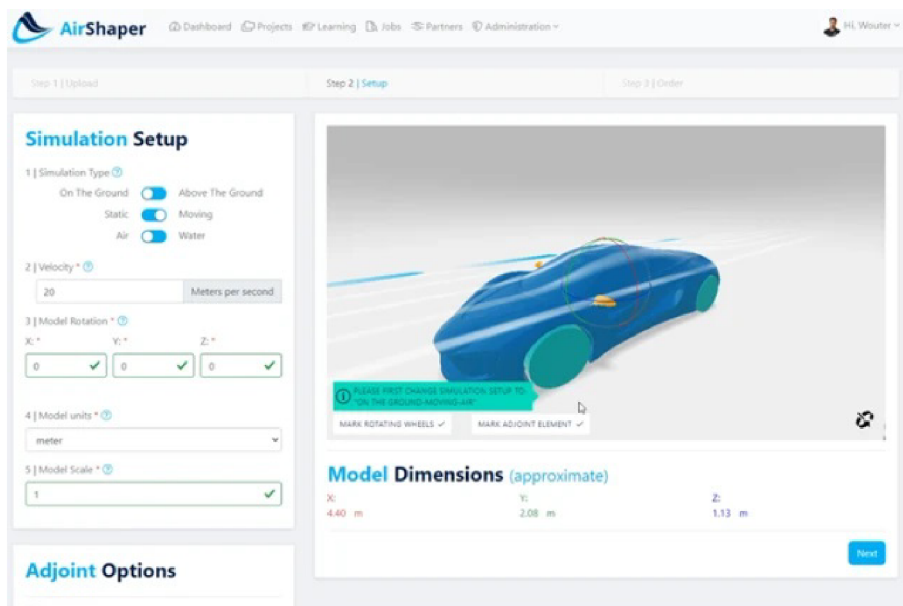 AirShaper
Dashboard Projects Learning Jobs Partners Administration
Hi, Wouter
Step 1 | Upload
Step 2 | Setup
Step 3 | Order
Simulation Setup
1 | Simulation Type
On The Ground Above The Ground
Static Moving
Air Water
2 | Velocity *
20 Meters per second
3 | Model Rotation *
X: * Y: * Z: *
0 0 0
4 | Model units *
meter
5 | Model Scale *
1
Adjoint Options
PLEASE FIRST CHANGE SIMULATION SETUP TO
"ON THE GROUND-MOVING-AIR"
MARK ROTATING WHEELS MARK ADJOINT ELEMENT
Model Dimensions (approximate)
X: Y: Z:
4.40 m 2.08 m 1.13 m
Next